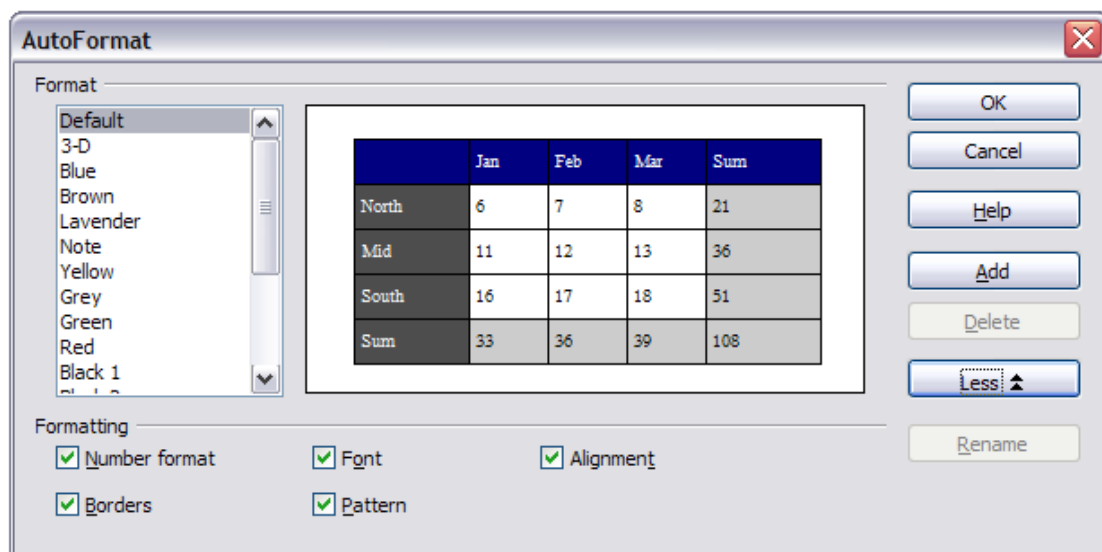 AutoFormat
Format
Default
3-D
Blue
Brown
Lavender
Note
Yellow
Grey
Green
Red
Black 1
Jan Feb Mar Sum
North 6 7 8 21
Mid 11 12 13 36
South 16 17 18 51
Sum 33 36 39 108
OK
Cancel
Help
Add
Delete
Less
Rename
Formatting
Number format Font Alignment
Borders Pattern